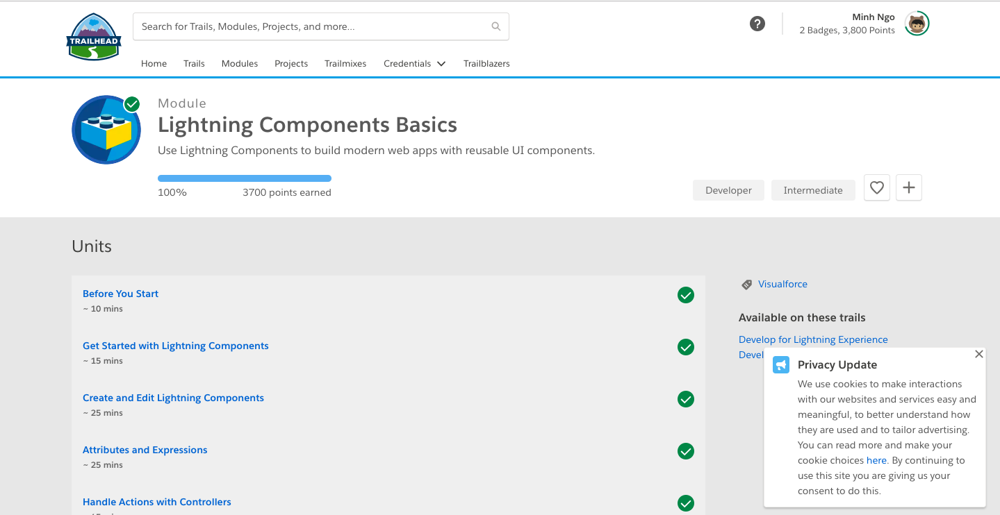 Minh Ngo
TRAILHEAD
Search for Trails, Modules, Projects, and more...
2 Badges, 3,800 Points
Home Trails Modules Projects Trailmixes Credentials Trailblazers
Module
Lightning Components Basics
Use Lightning Components to build modern web apps with reusable UI components.
100% 3700 points earned
Developer Intermediate
Units
Before You Start
~ 10 mins
Get Started with Lightning Components
~ 15 mins
Create and Edit Lightning Components
~ 25 mins
Attributes and Expressions
~ 25 mins
Handle Actions with Controllers
Visualforce
Available on these trails
Develop for Lightning Experience
Privacy Update
We use cookies to make interactions
with our websites and services easy and
meaningful, to better understand how
they are used and to tailor advertising.
You can read more and make your
cookie choices here. By continuing to
use this site you are giving us your
consent to do this.